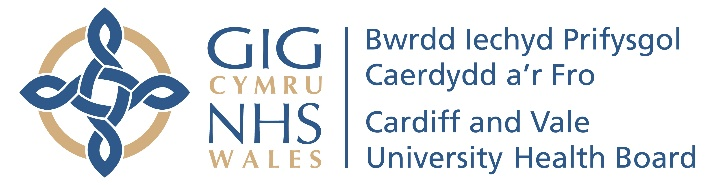 GIG
CYMRU
NHS
WALES
Bwrdd Iechyd Prifysgol
Caerdydd a'r Fro
Cardiff and Vale
University Health Board